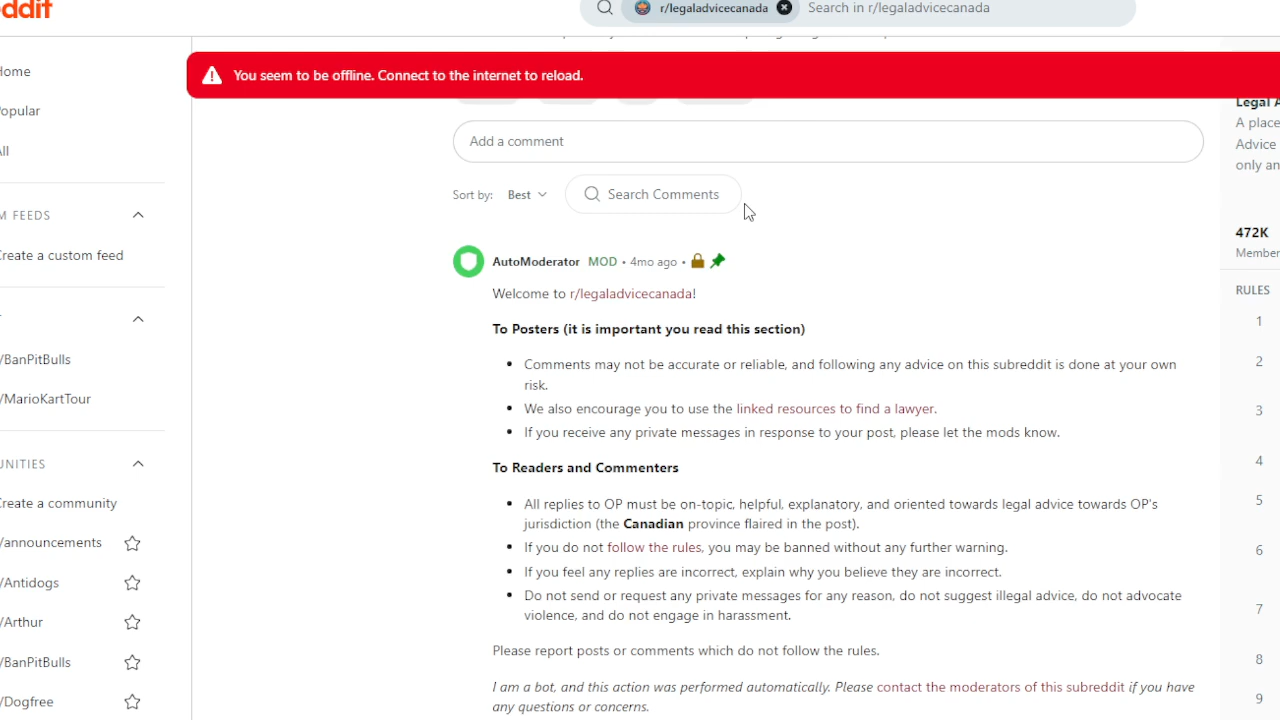 eddit
r/legaladvicecanada
Search in r/legaladvicecanada
You seem to be offline. Connect to the internet to reload.
Home
Popular
All
M FEEDS
Create a custom feed
/BanPitBulls
/MarioKartTour
UNITIES
Create a community
/announcements
/Antidogs
/Arthur
/BanPitBulls
/Dogfree
Add a comment
Sort by: Best
Search Comments
AutoModerator MOD • 4mo ago •
Welcome to r/legaladvicecanada!
To Posters (it is important you read this section)
• Comments may not be accurate or reliable, and following any advice on this subreddit is done at your own
risk.
• We also encourage you to use the linked resources to find a lawyer.
• If you receive any private messages in response to your post, please let the mods know.
To Readers and Commenters
• All replies to OP must be on-topic, helpful, explanatory, and oriented towards legal advice towards OP's
jurisdiction (the Canadian province flaired in the post).
• If you do not follow the rules, you may be banned without any further warning.
• If you feel any replies are incorrect, explain why you believe they are incorrect.
• Do not send or request any private messages for any reason, do not suggest illegal advice, do not advocate
violence, and do not engage in harassment.
Please report posts or comments which do not follow the rules.
I am a bot, and this action was performed automatically. Please contact the moderators of this subreddit if you have
any questions or concerns.
Legal A
A place
Advice
only an
472K
Member
RULES
1
2
3
4
5
6
7
8
9